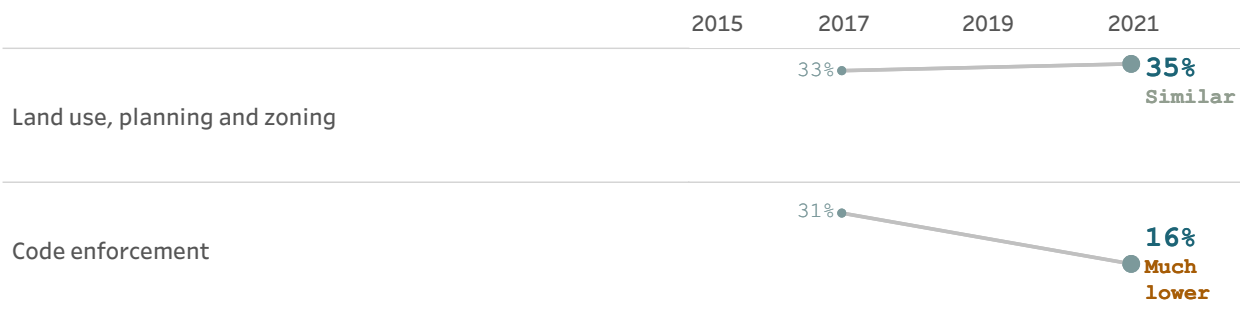 2015 2017 2019 2021
33% 35%
Similar
Land use, planning and zoning
31%
16%
Code enforcement
Much
lower